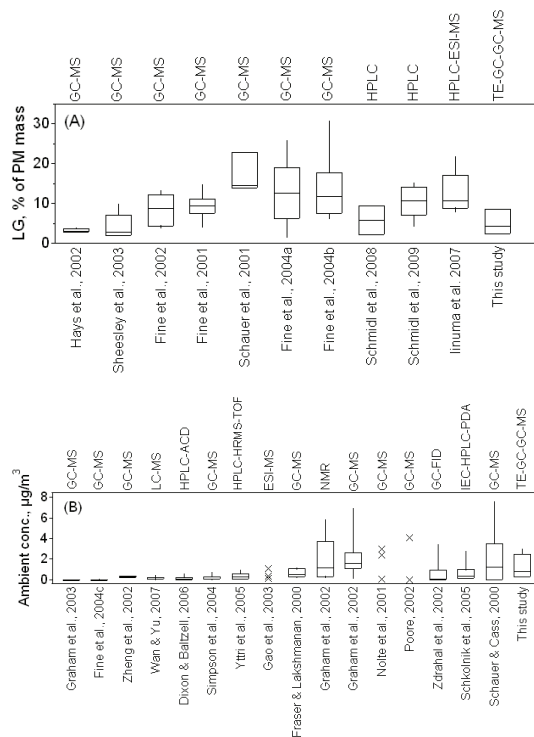 GC-MS
GC-MS
GC-MS
GC-MS
GC-MS
GC-MS
GC-MS
HPLC
HPLC
HPLC-ESI-MS
TE-GC-GC-MS
(A)
LG, % of PM mass
30
20
10
0
Hays et al., 2002
Sheesley et al., 2003
Fine et al., 2002
Fine et al., 2001
Schauer et al., 2001
Fine et al., 2004a
Fine et al., 2004b
Schmidl et al., 2008
Schmidl et al., 2009
Iinuma et al. 2007
This study
GC-MS
GC-MS
GC-MS
LC-MS
HPLC-ACD
GC-MS
HPLC-HRMS-TOF
ESI-MS
GC-MS
NMR
GC-MS
GC-MS
GC-MS
GC-FID
IEC-HPLC-PDA
GC-MS
TE-GC-GC-MS
(B)
Ambient conc., µg/m³
8
6
4
2
0
Graham et al., 2003
Fine et al., 2004c
Zheng et al., 2002
Wan & Yu, 2007
Dixon & Baltzell, 2006
Simpson et al., 2004
Yttri et al., 2005
Gao et al., 2003
Fraser & Lakshmanan, 2000
Graham et al., 2002
Graham et al., 2002
Nolte et al., 2001
Poore, 2002
Zdrahal et al., 2002
Schkolnik et al., 2005
Schauer & Cass, 2000
This study